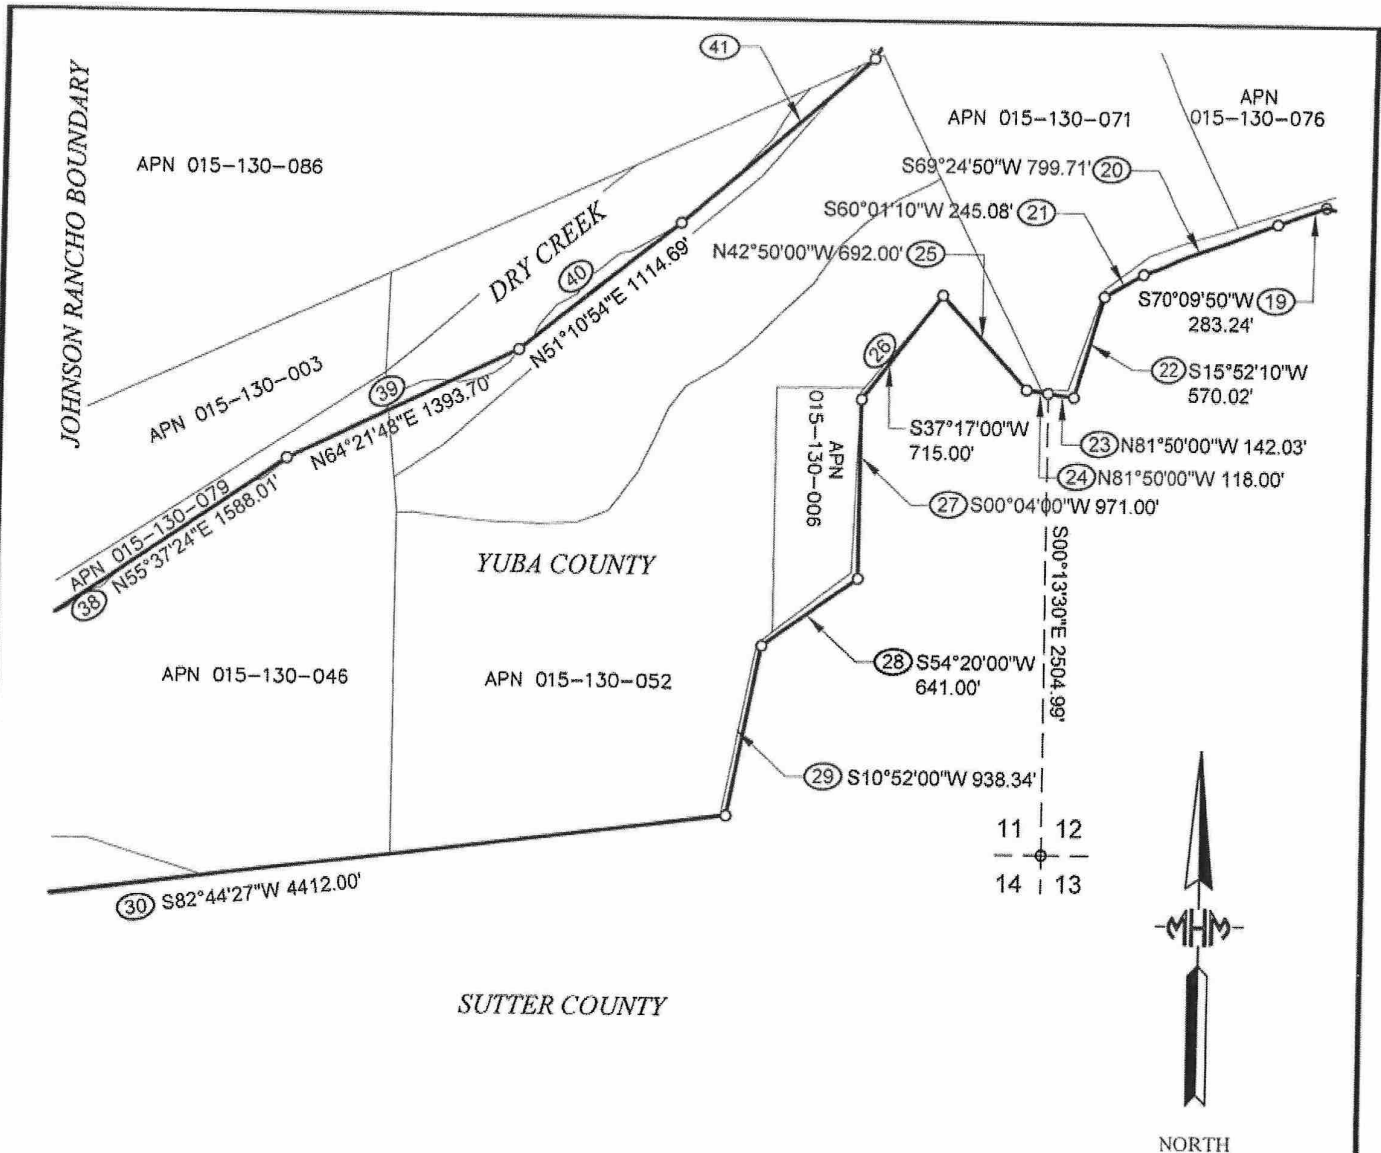 41
JOHNSON RANCHO BOUNDARY
APN 015-130-086
APN 015-130-071
APN
015-130-076
S69°24'50"W 799.71' 20
S60°01'10"W 245.08' 21
N42°50'00"W 692.00' 25
DRY CREEK
40
N51°10'54"E 1114.69'
S70°09'50"W 19
283.24'
26
22 S15°52'10"W
570.02'
APN 015-130-003
39
N64°21'48"E 1393.70'
APN
015-130-006
S37°17'00"W
715.00'
23 N81°50'00"W 142.03'
24 N81°50'00"W 118.00'
27 S00°04'00"W 971.00'
APN 015-130-079
38 N55°37'24"E 1588.01'
YUBA COUNTY
S00°13'30"E 2504.99'
APN 015-130-046
APN 015-130-052
28 S54°20'00"W
641.00'
29 S10°52'00"W 938.34'
11 12
14 13
30 S82°44'27"W 4412.00'
MHM
SUTTER COUNTY
NORTH